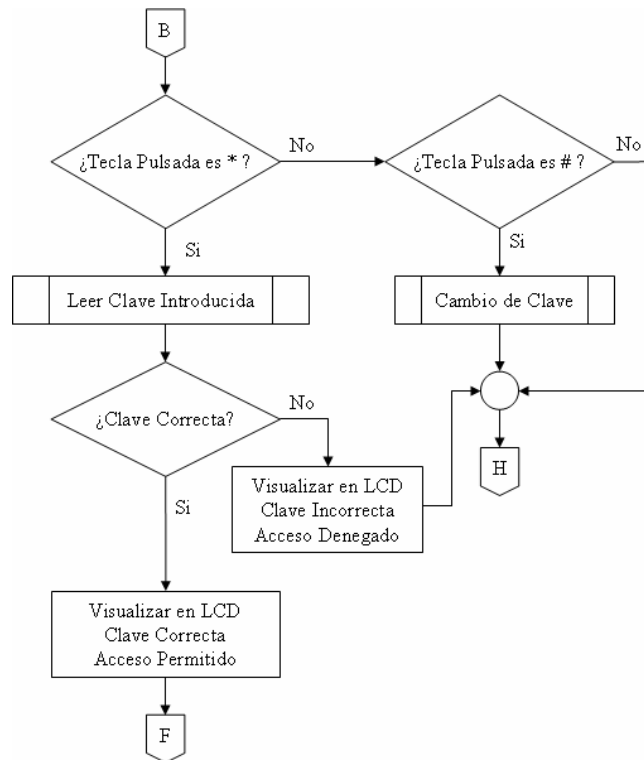 B
¿Tecla Pulsada es * ?
No
¿Tecla Pulsada es # ?
No
Si
Si
Leer Clave Introducida
Cambio de Clave
¿Clave Correcta?
No
H
Visualizar en LCD
Clave Incorrecta
Acceso Denegado
Si
Visualizar en LCD
Clave Correcta
Acceso Permitido
F